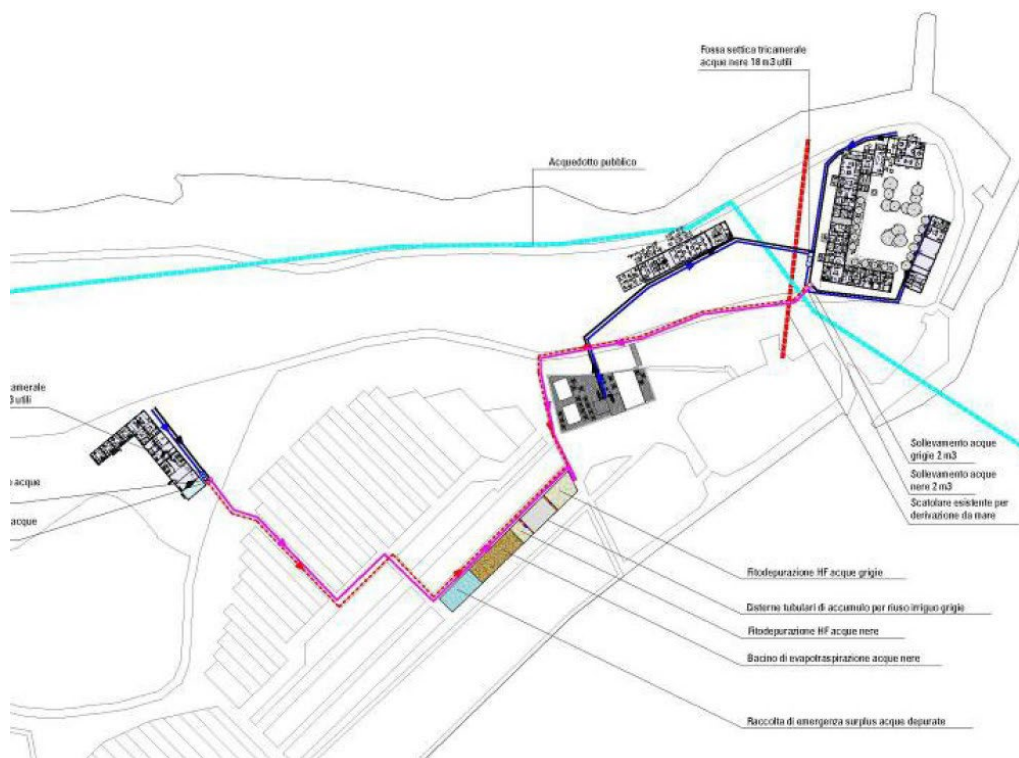 Fossa settica tricamerale
acque nere 18 m3 utili
Acquedotto pubblico
camerale
3 utili
o acque
acque
Sollevamento acque
grigie 2 m3
Sollevamento acque
nere 2 m3
Scatolare esistente per
derivazione da mare
Fitodepurazione HF acque grigie
Cisterne tubulari di accumulo per riuso irriguo grigie
Fitodepurazione HF acque nere
Bacino di evapotraspirazione acque nere
Raccolta di emergenza surplus acque depurate